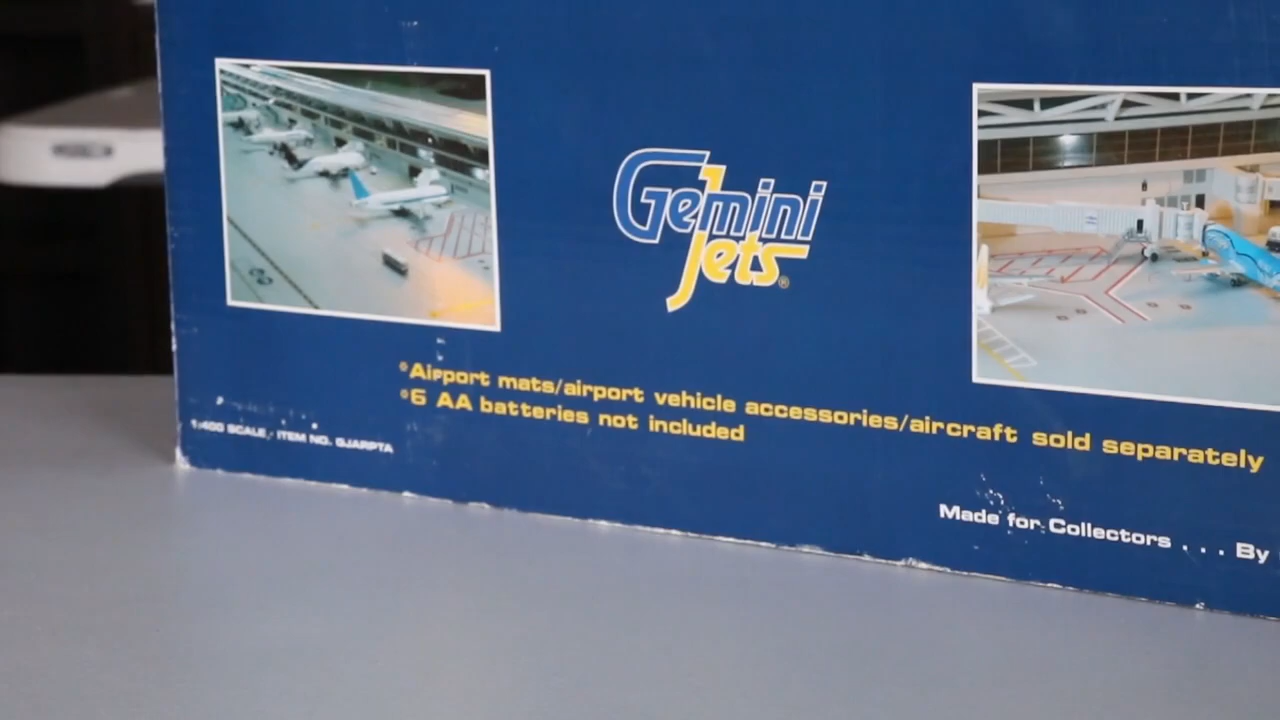 Gemini
Jets®
*Airport mats/airport vehicle accessories/aircraft sold separately
*6 AA batteries not included
1:400 SCALE - ITEM NO. GJARPTA
Made for Collectors . . . By